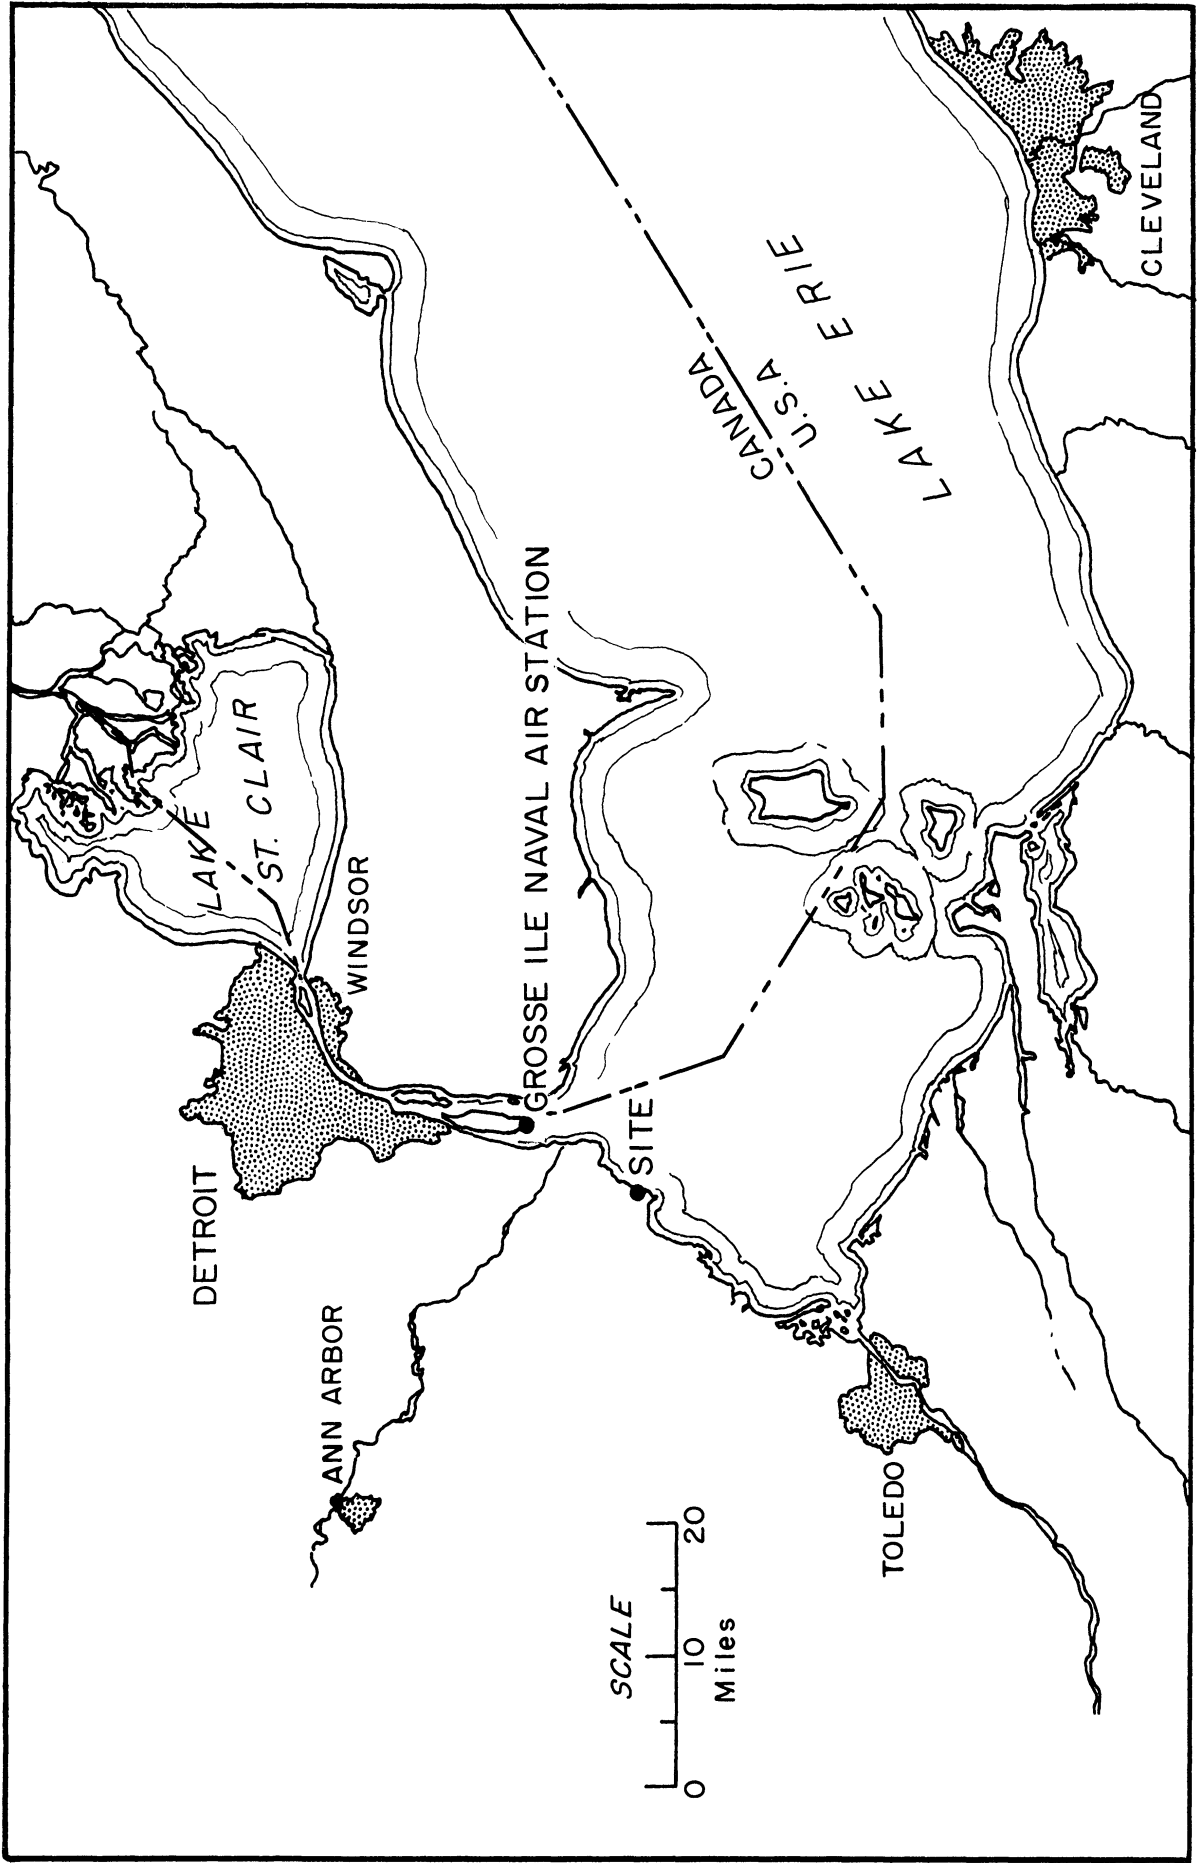 LAKE
ST. CLAIR
DETROIT
WINDSOR
ANN ARBOR
GROSSE ILE NAVAL AIR STATION
SITE
CANADA
U.S.A
LAKE ERIE
TOLEDO
CLEVELAND
SCALE
0 10 20
Miles